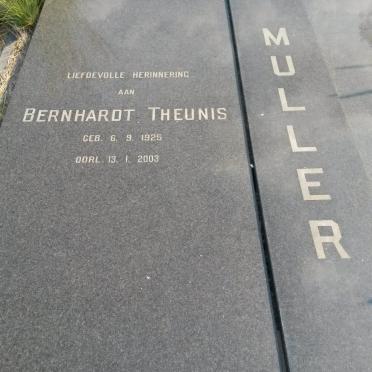 LIEFDEVOLLE HERINNERING
AAN
BERNHARDT THEUNIS
GEB. 6. 9. 1925
OORL. 13. 1. 2003
MULLER